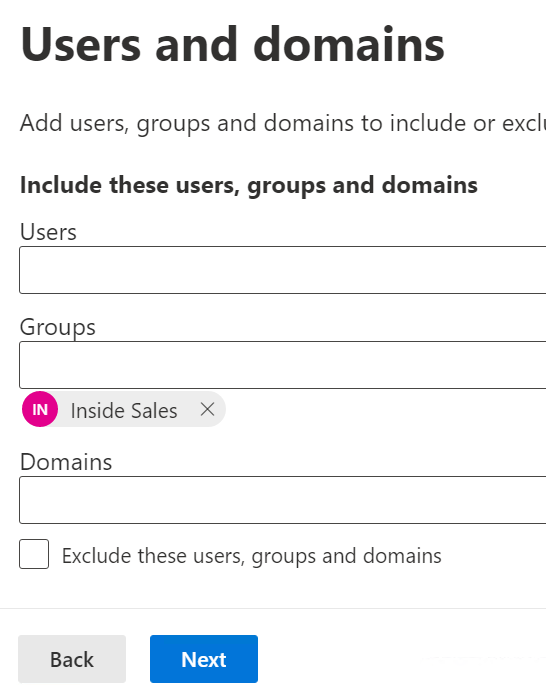 Users and domains
Add users, groups and domains to include or exclu
Include these users, groups and domains
Users
Groups
IN Inside Sales
Domains
Exclude these users, groups and domains
Back Next